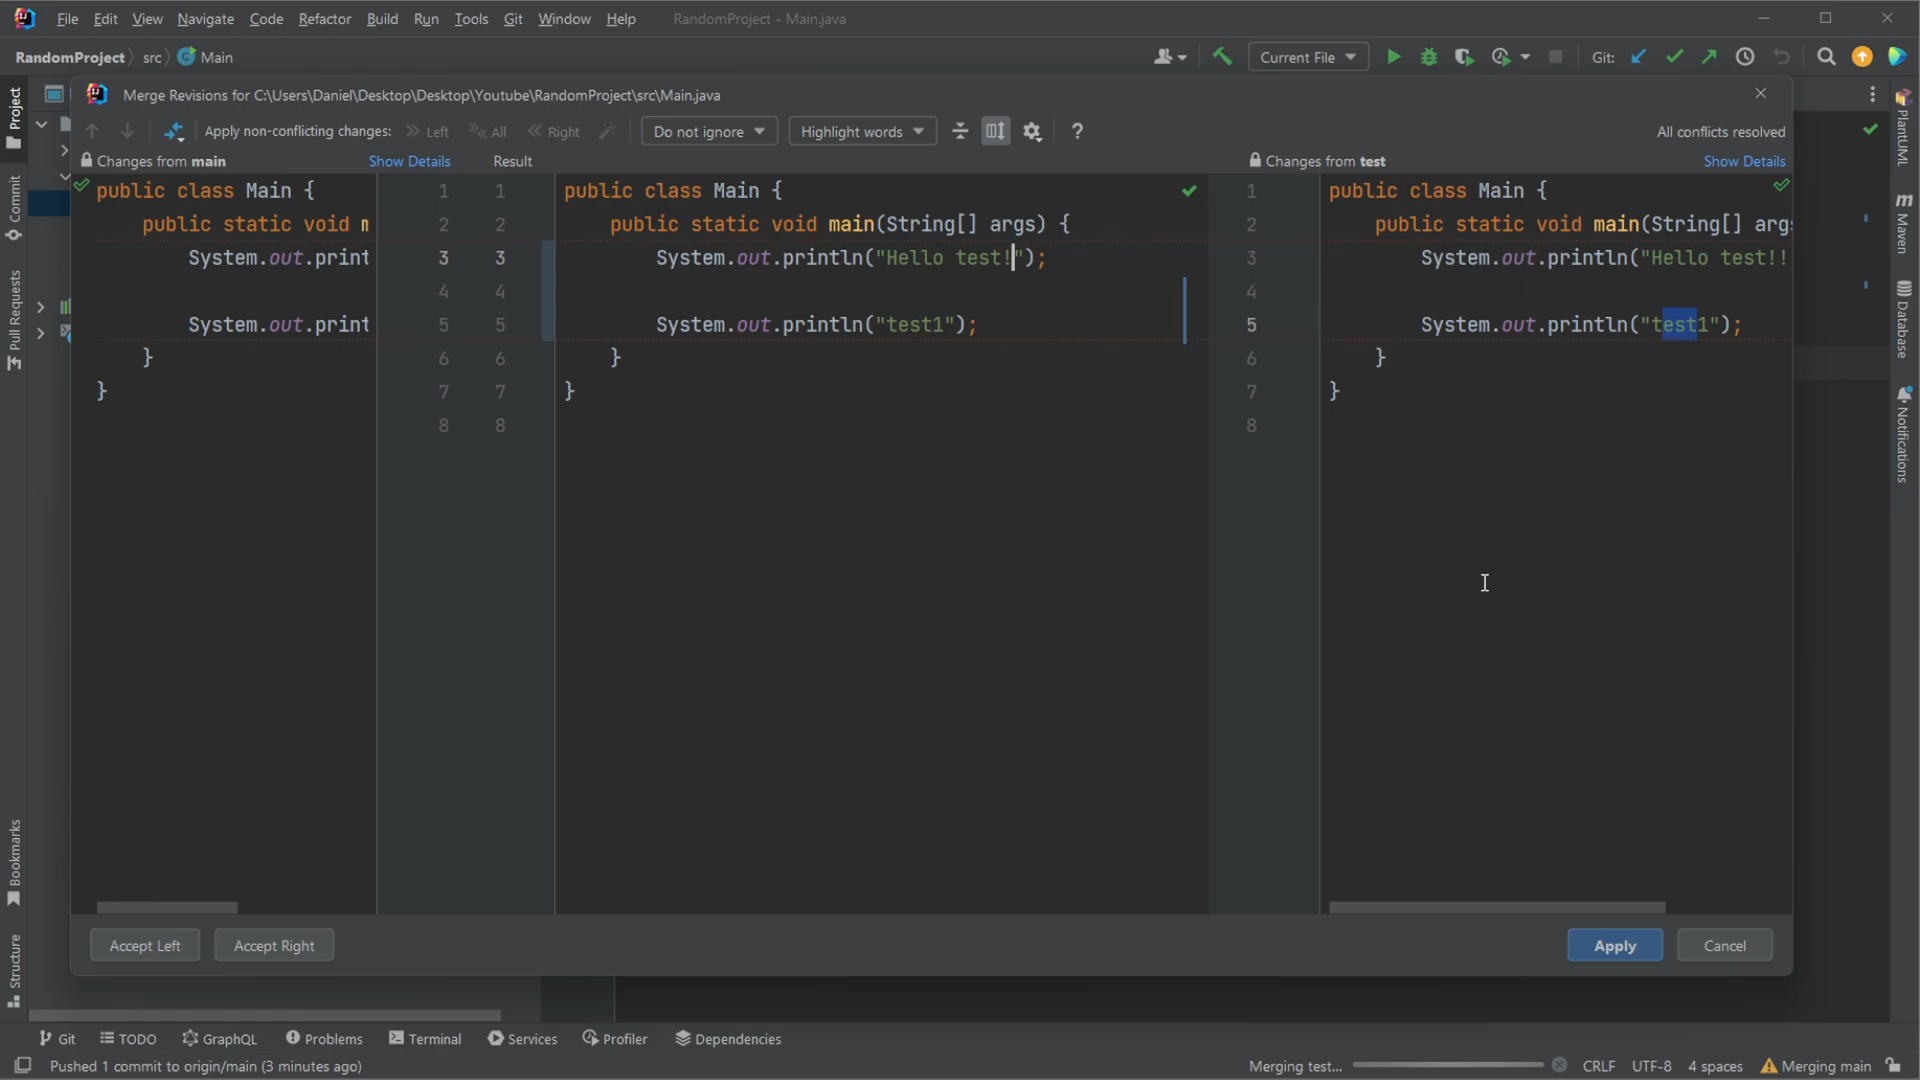 File Edit View Navigate Code Refactor Build Run Tools Git Window Help RandomProject - Main.java
RandomProject src Main Current File Git:
Merge Revisions for C:\Users\Daniel\Desktop\Desktop\Youtube\RandomProject\src\Main.java
Apply non-conflicting changes: Left All Right Do not ignore Highlight words ? All conflicts resolved
Changes from main Show Details Result Changes from test Show Details
public class Main { 1 1 public class Main { 1 public class Main {
public static void m 2 2 public static void main(String[] args) { 2 public static void main(String[] args
System.out.print 3 3 System.out.println("Hello test!"); 3 System.out.println("Hello test!!
4 4 4
System.out.print 5 5 System.out.println("test1"); 5 System.out.println("test1");
} 6 6 } 6 }
} 7 7 } 7 }
8 8 8
Accept Left Accept Right Apply Cancel
Project
Commit
Pull Requests
Bookmarks
Structure
PlantUML
m Maven
Database
Notifications
Git TODO GraphQL Problems Terminal Services Profiler Dependencies
Pushed 1 commit to origin/main (3 minutes ago) Merging test... CRLF UTF-8 4 spaces Merging main